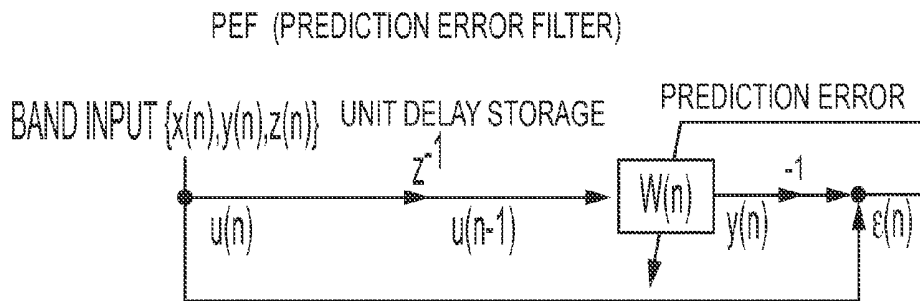 PEF (PREDICTION ERROR FILTER)
BAND INPUT {x(n),y(n),z(n)}
UNIT DELAY STORAGE
PREDICTION ERROR
z⁻¹
W(n)
-1
u(n)
u(n-1)
y(n)
ε(n)